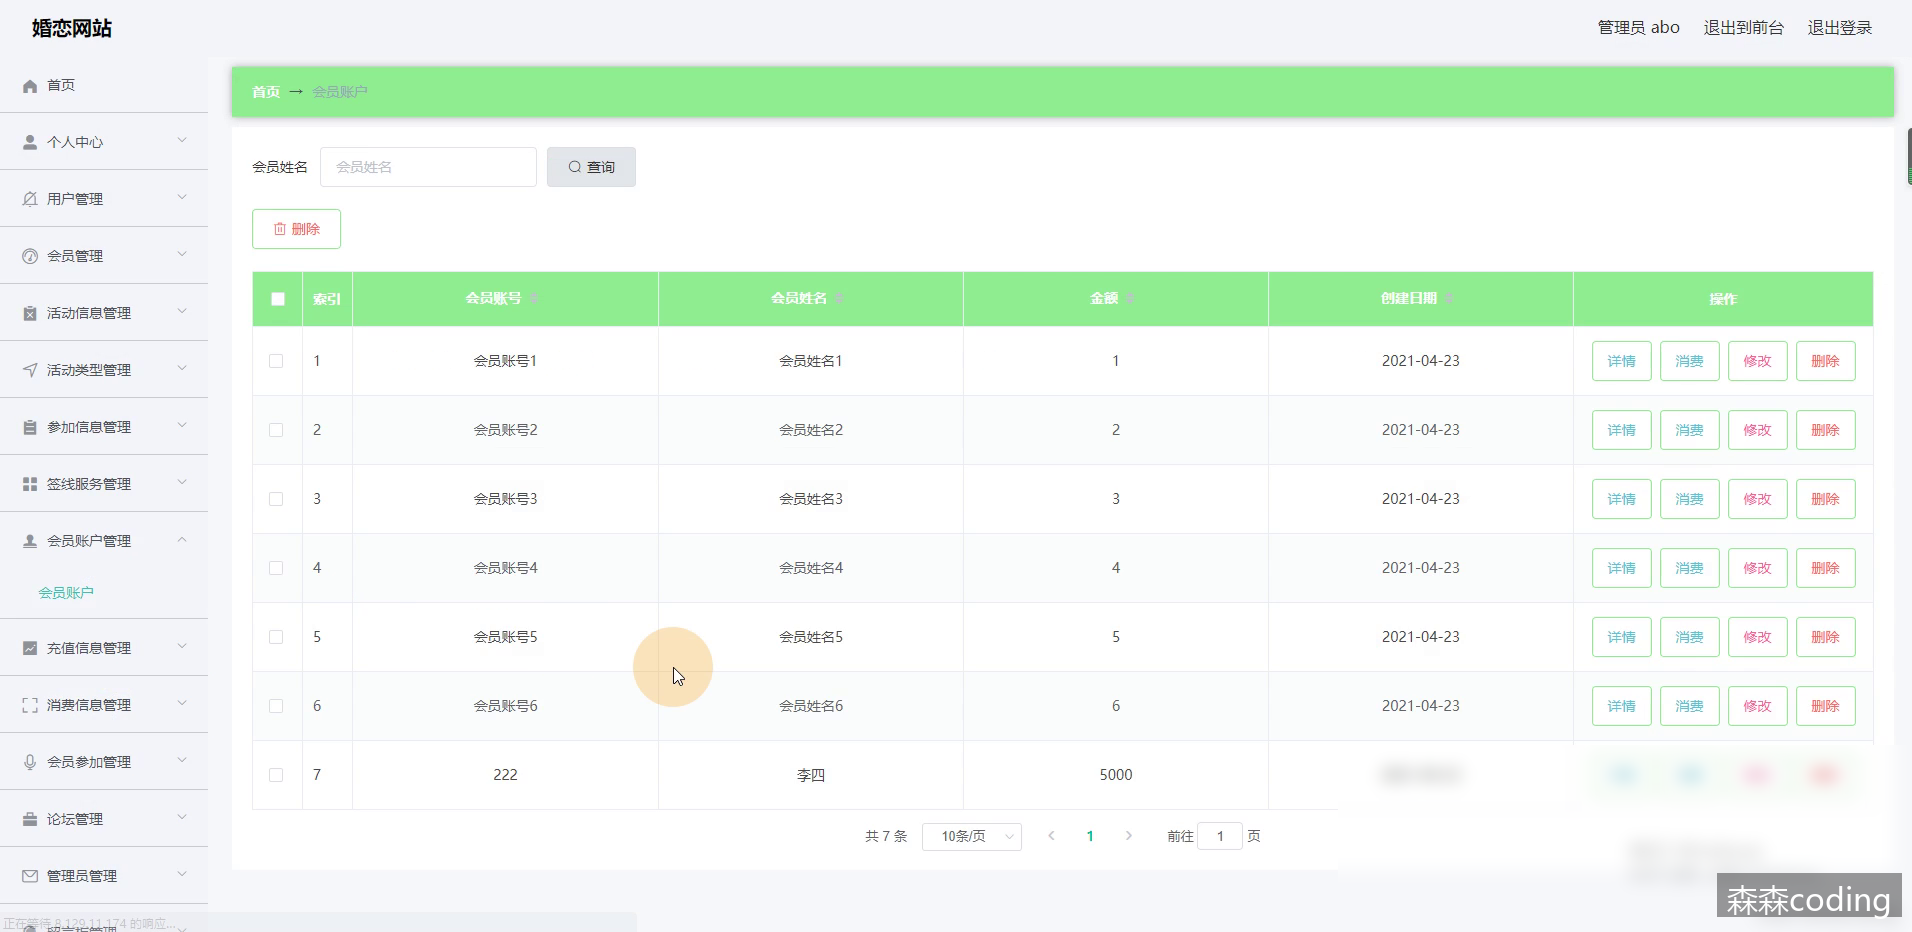 婚恋网站
管理员 abo 退出到前台 退出登录
首页
个人中心
用户管理
会员管理
活动信息管理
活动类型管理
参加信息管理
签线服务管理
会员账户管理
会员账户
充值信息管理
消费信息管理
会员参加管理
论坛管理
管理员管理
正在等待 8.129.11.174 的响应...
首页 → 会员账户
会员姓名 会员姓名 查询
删除
索引 会员账号 会员姓名 金额 创建日期 操作
1 会员账号1 会员姓名1 1 2021-04-23 详情 消费 修改 删除
2 会员账号2 会员姓名2 2 2021-04-23 详情 消费 修改 删除
3 会员账号3 会员姓名3 3 2021-04-23 详情 消费 修改 删除
4 会员账号4 会员姓名4 4 2021-04-23 详情 消费 修改 删除
5 会员账号5 会员姓名5 5 2021-04-23 详情 消费 修改 删除
6 会员账号6 会员姓名6 6 2021-04-23 详情 消费 修改 删除
7 222 李四 5000
共 7 条 10条/页 1 前往 1 页
森森coding